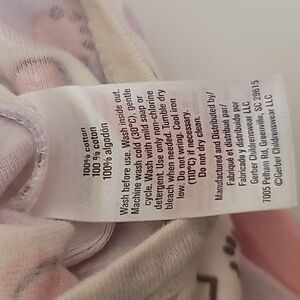 100% cotton
100 % coton
100% algodón
Wash before use. Wash inside out.
Machine wash cold (30°C), gentle
cycle. Wash with mild soap or
detergent. Use only non-chlorine
bleach when needed. Tumble dry
low, no ironing. Cool iron
(110°C) if necessary.
Do not dry clean.
Manufactured and Distributed by/
Fabriqué et distribué par/
Fabricado y distribuido por/
Gerber Childrenswear LLC
7005 Pelham Rd, Greenville, SC 29615
©Gerber Childrenswear LLC